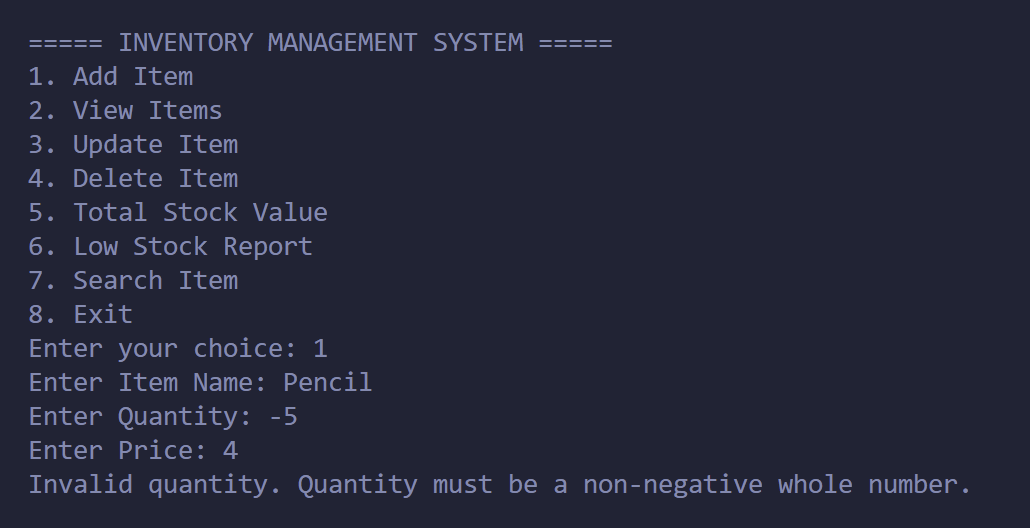 ===== INVENTORY MANAGEMENT SYSTEM =====
1. Add Item
2. View Items
3. Update Item
4. Delete Item
5. Total Stock Value
6. Low Stock Report
7. Search Item
8. Exit
Enter your choice: 1
Enter Item Name: Pencil
Enter Quantity: -5
Enter Price: 4
Invalid quantity. Quantity must be a non-negative whole number.